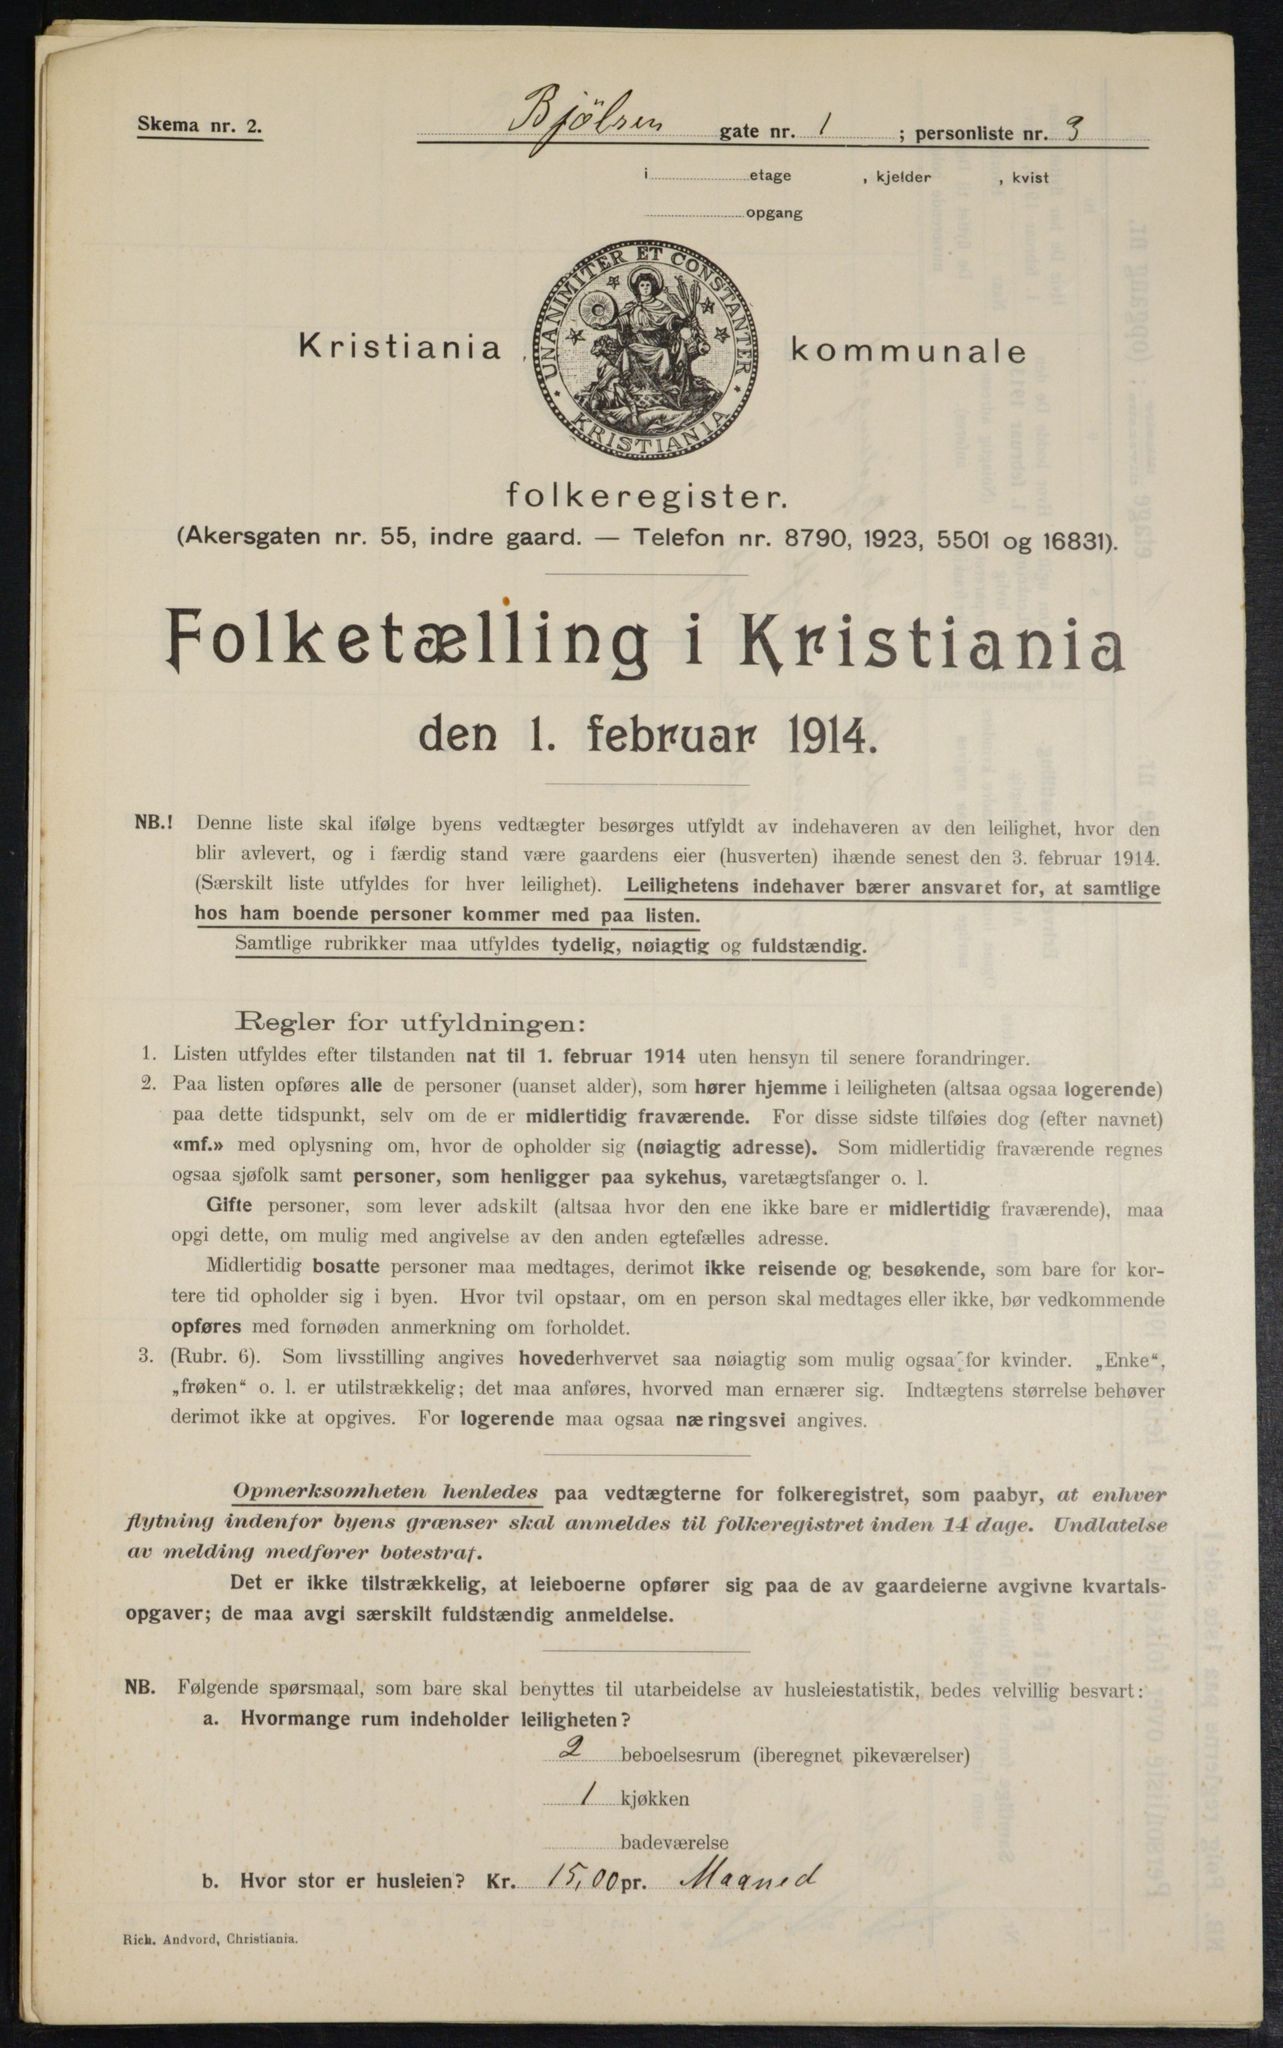 Skema nr. 2.
Bjölsen gate nr. 1 ; personliste nr. 3
i etage , kjelder , kvist
opgang
UNANIMITER ET CONSTANTER
KRISTIANIA
Kristiania kommunale
folkeregister.
(Akersgaten nr. 55, indre gaard. — Telefon nr. 8790, 1923, 5501 og 16831).
Folketælling i Kristiania
den 1. februar 1914.
NB.! Denne liste skal ifølge byens vedtægter besørges utfyldt av indehaveren av den leilighet, hvor den
blir avlevert, og i færdig stand være gaardens eier (husverten) ihænde senest den 3. februar 1914.
(Særskilt liste utfyldes for hver leilighet). Leilighetens indehaver bærer ansvaret for, at samtlige
hos ham boende personer kommer med paa listen.
Samtlige rubrikker maa utfyldes tydelig, nøiagtig og fuldstændig.
Regler for utfyldningen:
1. Listen utfyldes efter tilstanden nat til 1. februar 1914 uten hensyn til senere forandringer.
2. Paa listen opføres alle de personer (uanset alder), som hører hjemme i leiligheten (altsaa ogsaa logerende)
paa dette tidspunkt, selv om de er midlertidig fraværende. For disse sidste tilføies dog (efter navnet)
«mf.» med oplysning om, hvor de opholder sig (nøiagtig adresse). Som midlertidig fraværende regnes
ogsaa sjøfolk samt personer, som henligger paa sykehus, varetægtsfanger o. l.
Gifte personer, som lever adskilt (altsaa hvor den ene ikke bare er midlertidig fraværende), maa
opgi dette, om mulig med angivelse av den anden egtefælles adresse.
Midlertidig bosatte personer maa medtages, derimot ikke reisende og besøkende, som bare for kor-
tere tid opholder sig i byen. Hvor tvil opstaar, om en person skal medtages eller ikke, bør vedkommende
opføres med fornøden anmerkning om forholdet.
3. (Rubr. 6). Som livsstilling angives hovederhvervet saa nøiagtig som mulig ogsaa for kvinder. „Enke“,
„frøken“ o. l. er utilstrækkelig; det maa anføres, hvorved man ernærer sig. Indtægtens størrelse behøver
derimot ikke at opgives. For logerende maa ogsaa næringsvei angives.
Opmerksomheten henledes paa vedtægterne for folkeregistret, som paabyr, at enhver
flytning indenfor byens grænser skal anmeldes til folkeregistret inden 14 dage. Undlatelse
av melding medfører bøtestraf.
Det er ikke tilstrækkelig, at leieboerne opfører sig paa de av gaardeierne avgivne kvartals-
opgaver; de maa avgi særskilt fuldstændig anmeldelse.
NB. Følgende spørsmaal, som bare skal benyttes til utarbeidelse av husleiestatistik, bedes velvillig besvart:
a. Hvormange rum indeholder leiligheten?
2 beboelsesrum (iberegnet pikeværelser)
1 kjøkken
badeværelse
b. Hvor stor er husleien? Kr. 15,00 pr. Maaned
Rich. Andvord, Christiania.